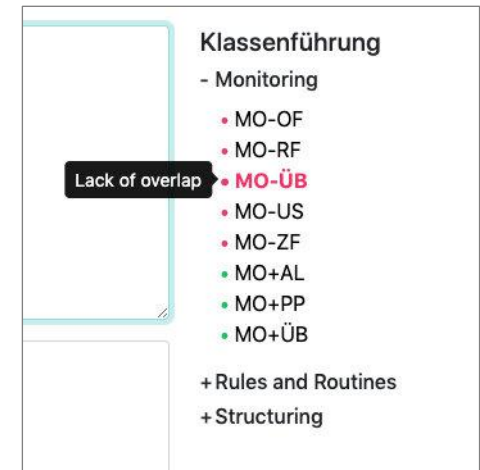 Klassenführung
- Monitoring
• MO-OF
• MO-RF
Lack of overlap • MO-ÜB
• MO-US
• MO-ZF
• MO+AL
• MO+PP
• MO+ÜB
+Rules and Routines
+Structuring